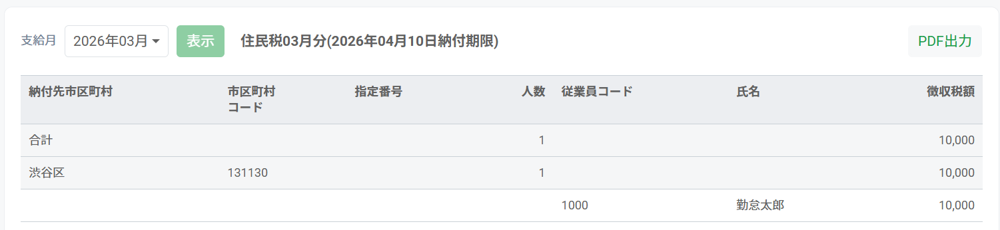 支給月 2026年03月 表示 住民税03月分(2026年04月10日納付期限) PDF出力
納付先市区町村 市区町村 指定番号 人数 従業員コード 氏名 徴収税額
コード
合計 1 10,000
渋谷区 131130 1 10,000
1000 勤怠太郎 10,000